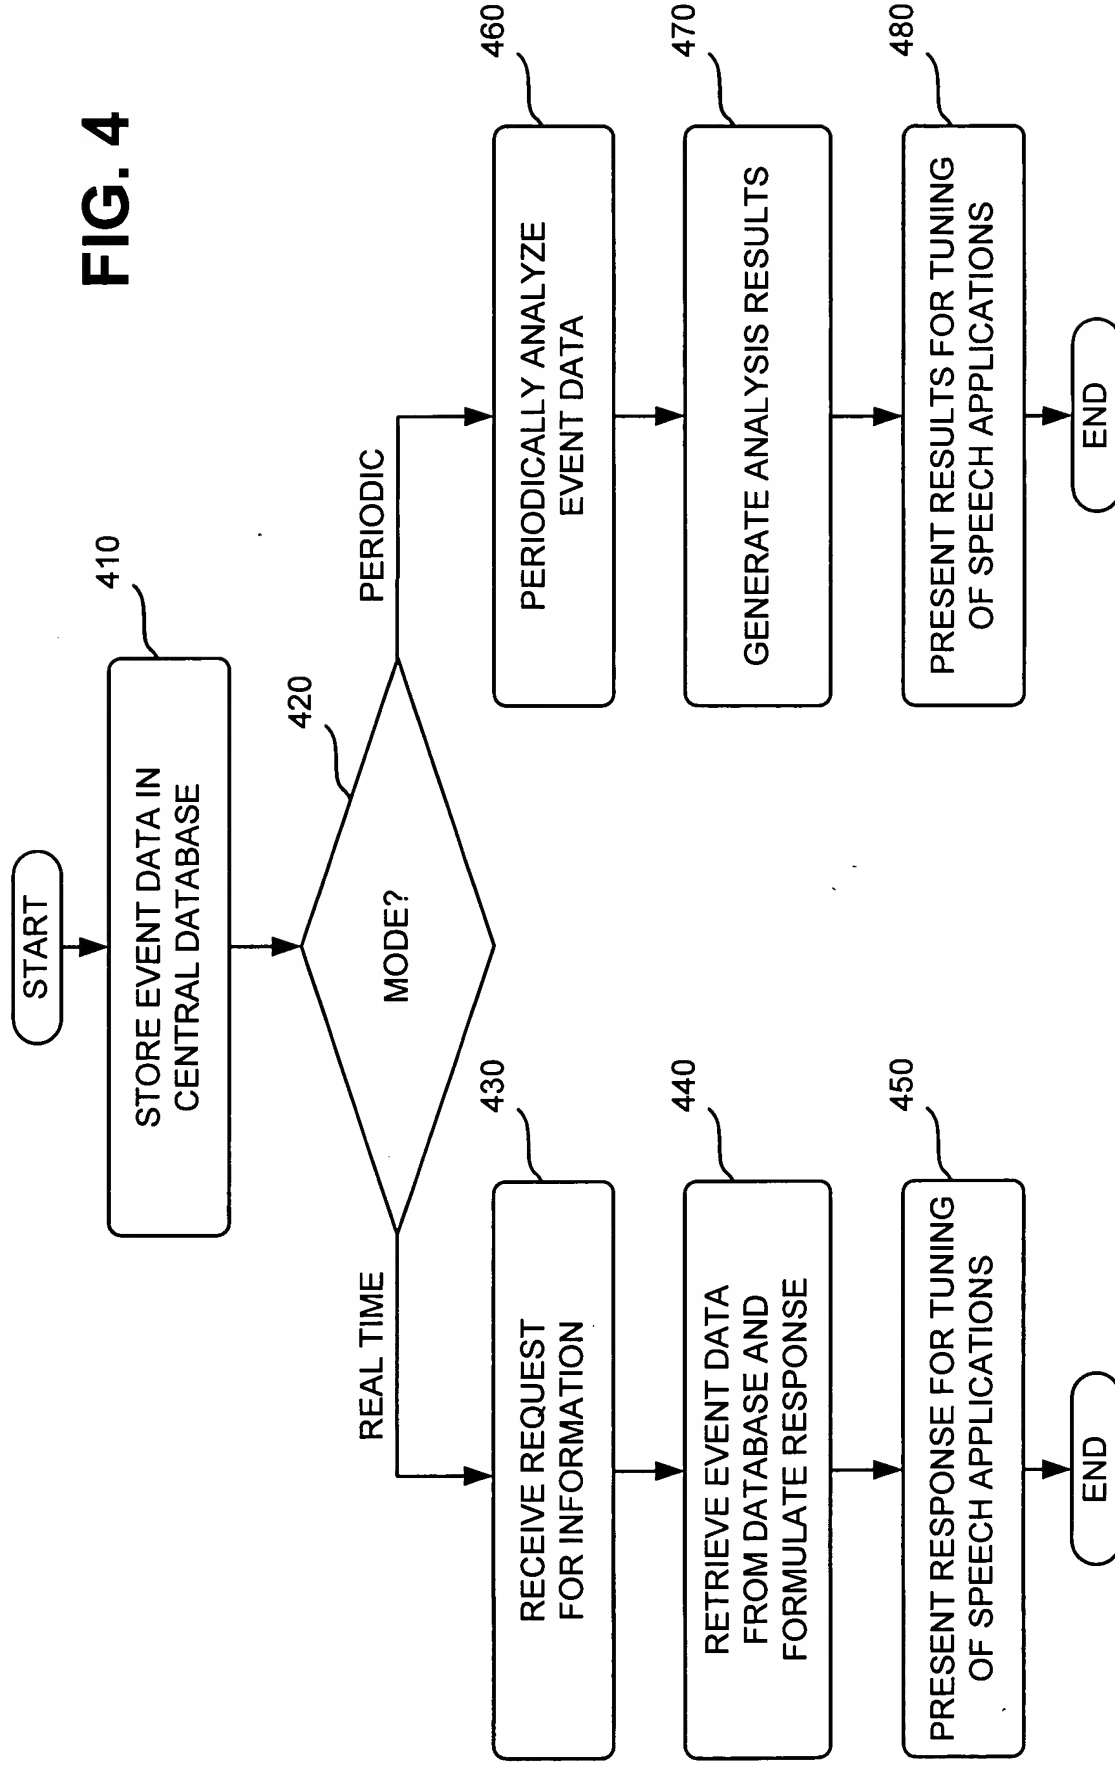 FIG. 4
START
410
STORE EVENT DATA IN
CENTRAL DATABASE
420
MODE?
REAL TIME
PERIODIC
430
RECEIVE REQUEST
FOR INFORMATION
440
RETRIEVE EVENT DATA
FROM DATABASE AND
FORMULATE RESPONSE
450
PRESENT RESPONSE FOR TUNING
OF SPEECH APPLICATIONS
END
460
PERIODICALLY ANALYZE
EVENT DATA
470
GENERATE ANALYSIS RESULTS
480
PRESENT RESULTS FOR TUNING
OF SPEECH APPLICATIONS
END